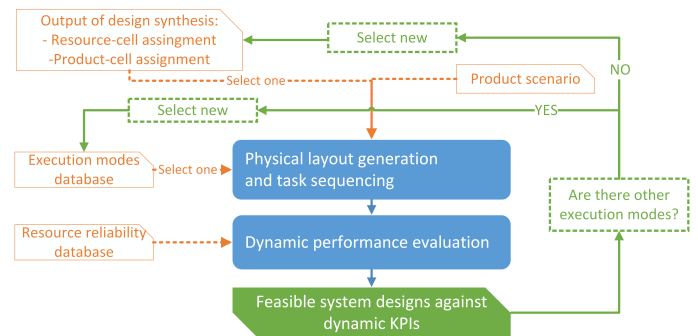 Output of design synthesis:
- Resource-cell assingment
-Product-cell assignment
Select new
NO
Select one
Product scenario
Select new
YES
Execution modes
database
Select one
Physical layout generation
and task sequencing
Are there other
execution modes?
Resource reliability
database
Dynamic performance evaluation
Feasible system designs against
dynamic KPIs